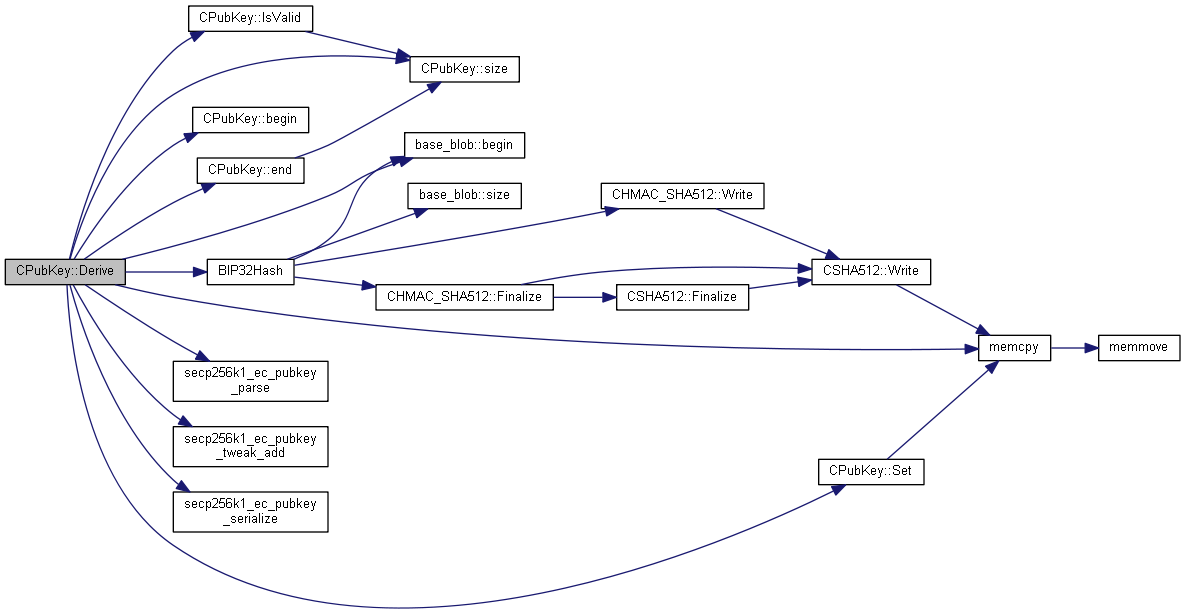 CPubKey::IsValid
CPubKey::size
CPubKey::begin
base_blob::begin
CPubKey::end
base_blob::size
CHMAC_SHA512::Write
CPubKey::Derive
BIP32Hash
CSHA512::Write
CHMAC_SHA512::Finalize
CSHA512::Finalize
memcpy
memmove
secp256k1_ec_pubkey
_parse
secp256k1_ec_pubkey
_tweak_add
CPubKey::Set
secp256k1_ec_pubkey
_serialize